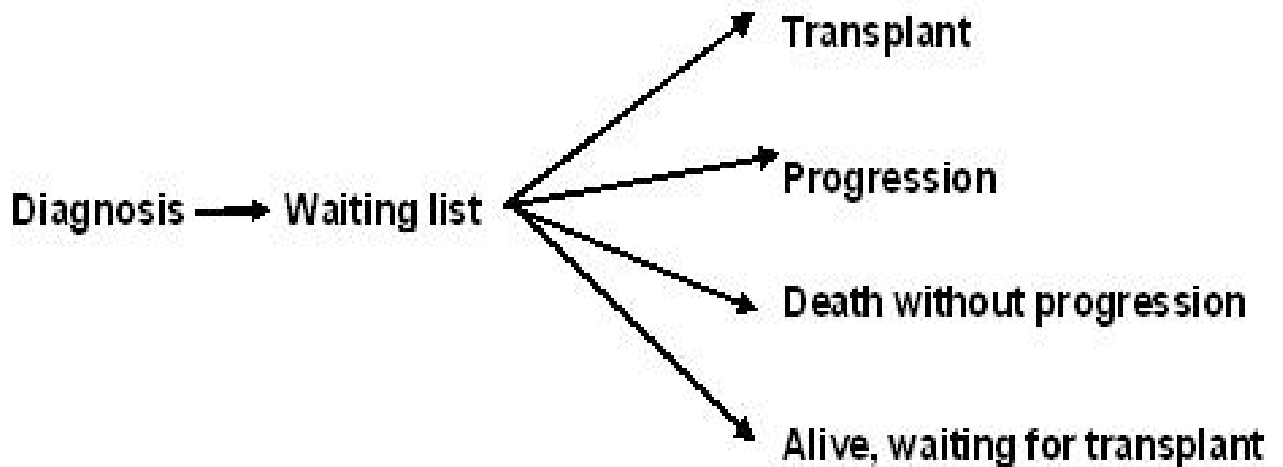 Transplant
Progression
Diagnosis
Waiting list
Death without progression
Alive, waiting for transplant